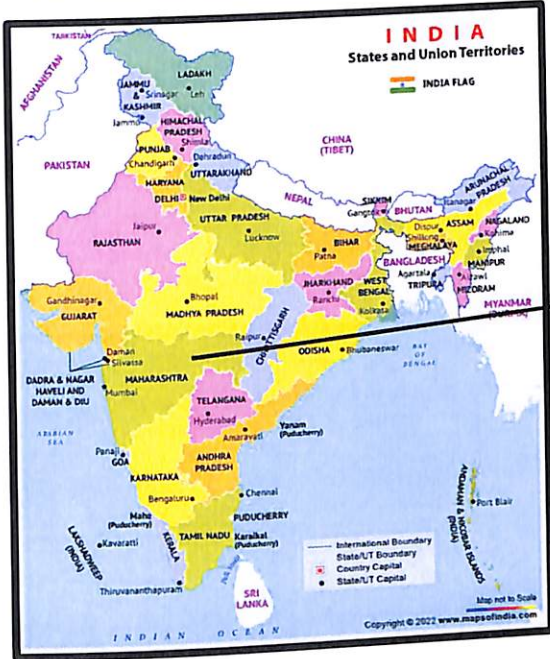 INDIA
States and Union Territories
INDIA FLAG
TAJIKISTAN
AFGHANISTAN
PAKISTAN
CHINA
(TIBET)
NEPAL
BHUTAN
BANGLADESH
MYANMAR
LADAKH
Leh
JAMMU
&
KASHMIR
Srinagar
Jammu
HIMACHAL
PRADESH
Shimla
PUNJAB
Chandigarh
Dehradun
UTTARAKHAND
HARYANA
DELHI
New Delhi
UTTAR PRADESH
Lucknow
RAJASTHAN
Jaipur
BIHAR
Patna
SIKKIM
Gangtok
ARUNACHAL
PRADESH
Itanagar
Dispur
ASSAM
NAGALAND
Kohima
Shillong
MEGHALAYA
Imphal
MANIPUR
Agartala
TRIPURA
Aizawl
MIZORAM
JHARKHAND
Ranchi
WEST
BENGAL
Kolkata
Gandhinagar
GUJARAT
Bhopal
MADHYA PRADESH
Raipur
CHHATTISGARH
ODISHA
Bhubaneswar
BAY
OF
BENGAL
Daman
Silvassa
DADRA & NAGAR
HAVELI AND
DAMAN & DIU
MAHARASHTRA
Mumbai
TELANGANA
Hyderabad
Yanam
(Puducherry)
Amaravati
ARABIAN
SEA
Panaji
GOA
ANDHRA
PRADESH
KARNATAKA
Bengaluru
Chennai
Mahe
(Puducherry)
PUDUCHERRY
TAMIL NADU
Karaikal
(Puducherry)
KERALA
LAKSHADWEEP
(INDIA)
Kavaratti
Thiruvananthapuram
SRI
LANKA
ANDAMAN & NICOBAR ISLANDS
(INDIA)
Port Blair
International Boundary
State/UT Boundary
Country Capital
State/UT Capital
Map not to Scale
Copyright © 2022 www.mapsofindia.com
INDIAN OCEAN